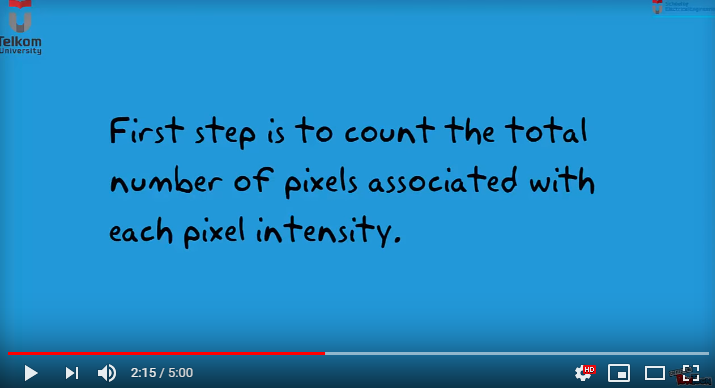 Telkom
University
First step is to count the total
number of pixels associated with
each pixel intensity.
2:15 / 5:00
HD